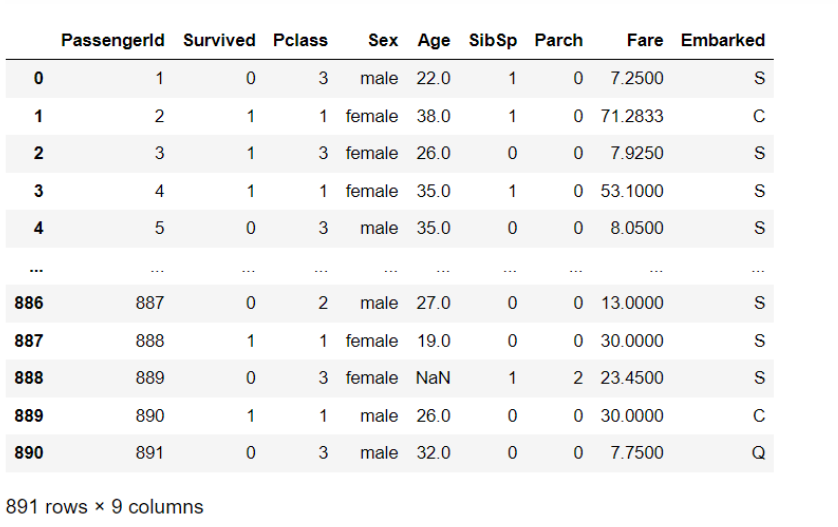 PassengerId Survived Pclass Sex Age SibSp Parch Fare Embarked
0 1 0 3 male 22.0 1 0 7.2500 S
1 2 1 1 female 38.0 1 0 71.2833 C
2 3 1 3 female 26.0 0 0 7.9250 S
3 4 1 1 female 35.0 1 0 53.1000 S
4 5 0 3 male 35.0 0 0 8.0500 S
... ... ... ... ... ... ... ... ... ...
886 887 0 2 male 27.0 0 0 13.0000 S
887 888 1 1 female 19.0 0 0 30.0000 S
888 889 0 3 female NaN 1 2 23.4500 S
889 890 1 1 male 26.0 0 0 30.0000 C
890 891 0 3 male 32.0 0 0 7.7500 Q
891 rows × 9 columns